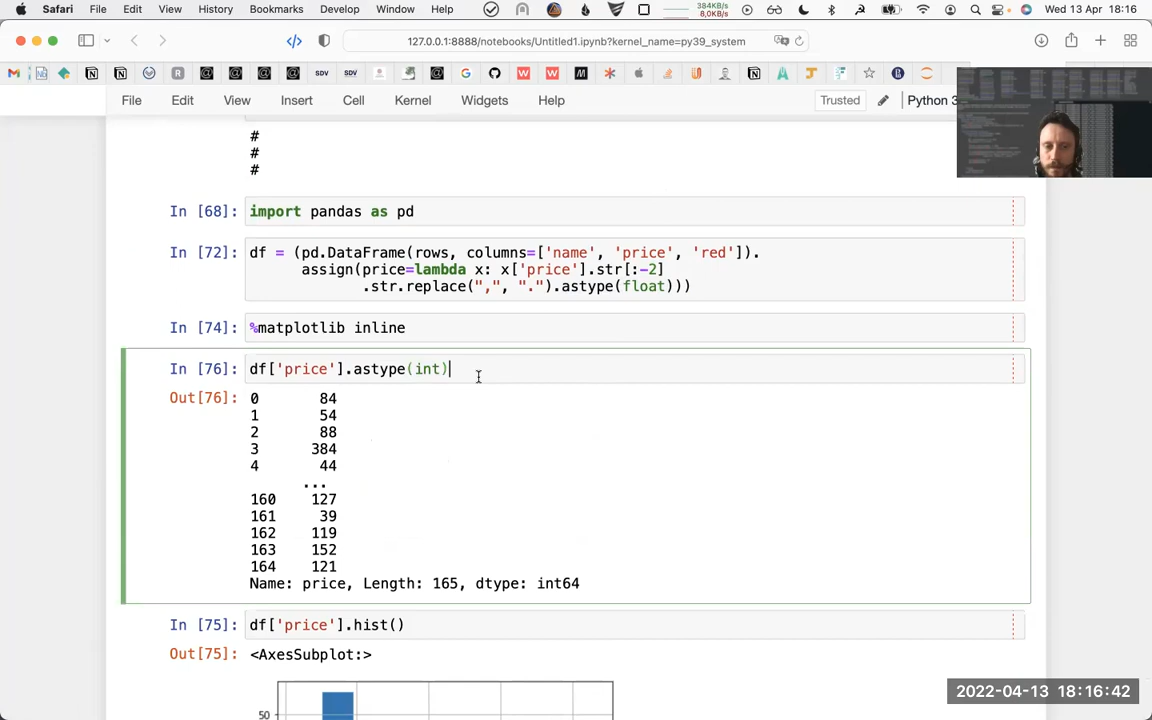 Safari File Edit View History Bookmarks Develop Window Help 384KB/ 8,0KB/ Wed 13 Apr 18:16
127.0.0.1:8888/notebooks/Untitled1.ipynb?kernel_name=py39_system
SDV SDV
File Edit View Insert Cell Kernel Widgets Help Trusted Python 3
#
#
#
In [68]: import pandas as pd
In [72]: df = (pd.DataFrame(rows, columns=['name', 'price', 'red']).
assign(price=lambda x: x['price'].str[:-2]
.str.replace(",", ".").astype(float)))
In [74]: %matplotlib inline
In [76]: df['price'].astype(int)
Out[76]: 0 84
1 54
2 88
3 384
4 44
...
160 127
161 39
162 119
163 152
164 121
Name: price, Length: 165, dtype: int64
In [75]: df['price'].hist()
Out[75]: <AxesSubplot:>
50
2022-04-13 18:16:42